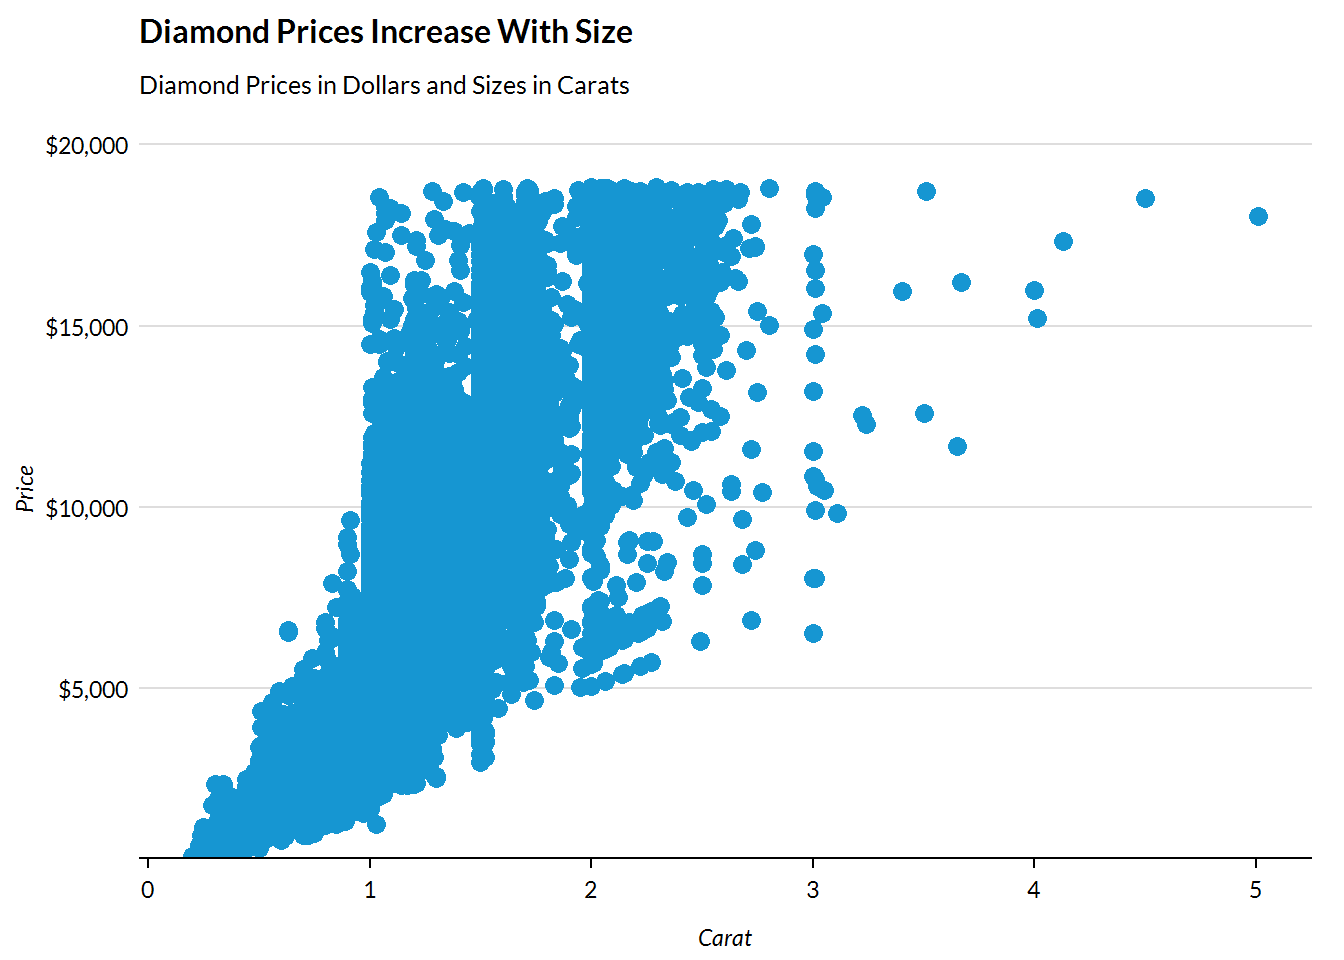 Diamond Prices Increase With Size
Diamond Prices in Dollars and Sizes in Carats
$20,000
$15,000
$10,000
$5,000
Price
0 1 2 3 4 5
Carat